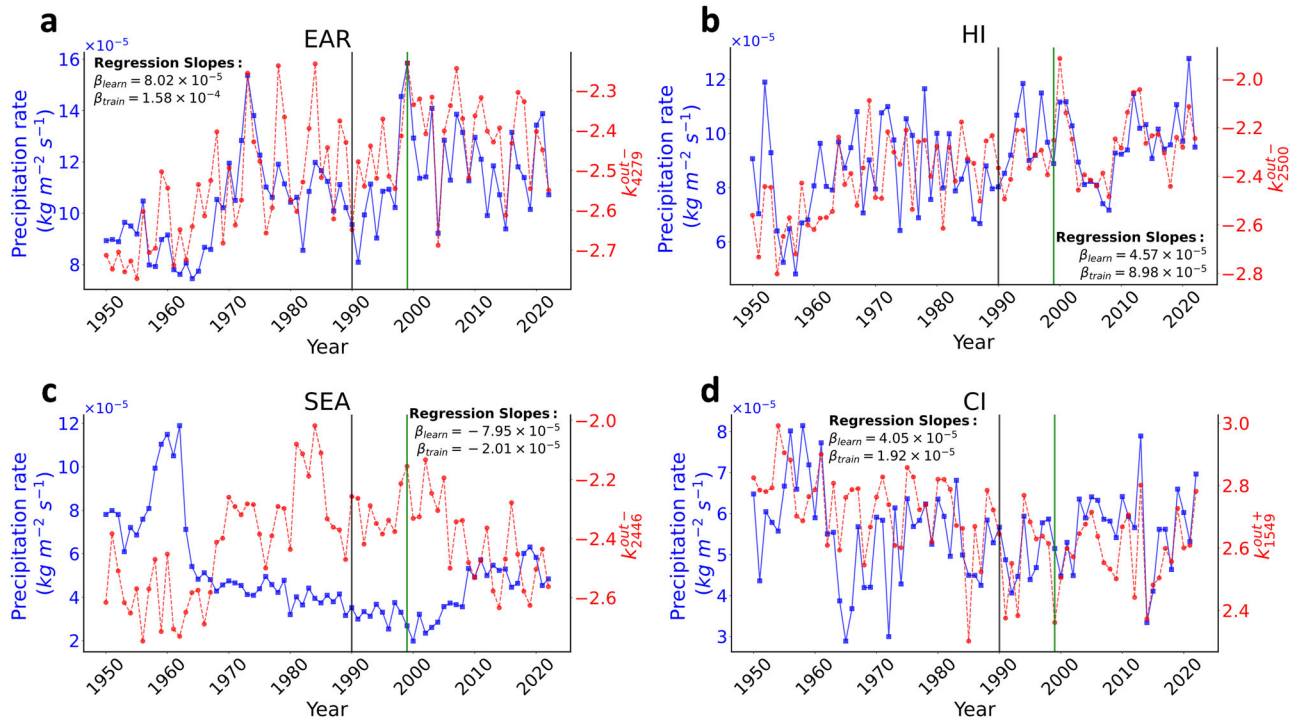 a
EAR
×10⁻⁵
Regression Slopes:
β_learn = 8.02 × 10⁻⁵
β_train = 1.58 × 10⁻⁴
Precipitation rate
(kg m⁻² s⁻¹)
16
14
12
10
8
−2.3
−2.4
−2.5
−2.6
−2.7
k^{out−}_{4279}
1950 1960 1970 1980 1990 2000 2010 2020
Year
b
HI
×10⁻⁵
Precipitation rate
(kg m⁻² s⁻¹)
12
10
8
6
−2.0
−2.2
−2.4
−2.6
−2.8
k^{out−}_{2500}
Regression Slopes:
β_learn = 4.57 × 10⁻⁵
β_train = 8.98 × 10⁻⁵
1950 1960 1970 1980 1990 2000 2010 2020
Year
c
SEA
×10⁻⁵
Regression Slopes:
β_learn = −7.95 × 10⁻⁵
β_train = −2.01 × 10⁻⁵
Precipitation rate
(kg m⁻² s⁻¹)
12
10
8
6
4
2
−2.0
−2.2
−2.4
−2.6
k^{out−}_{2446}
1950 1960 1970 1980 1990 2000 2010 2020
Year
d
CI
×10⁻⁵
Regression Slopes:
β_learn = 4.05 × 10⁻⁵
β_train = 1.92 × 10⁻⁵
Precipitation rate
(kg m⁻² s⁻¹)
8
7
6
5
4
3
3.0
2.8
2.6
2.4
k^{out+}_{1549}
1950 1960 1970 1980 1990 2000 2010 2020
Year